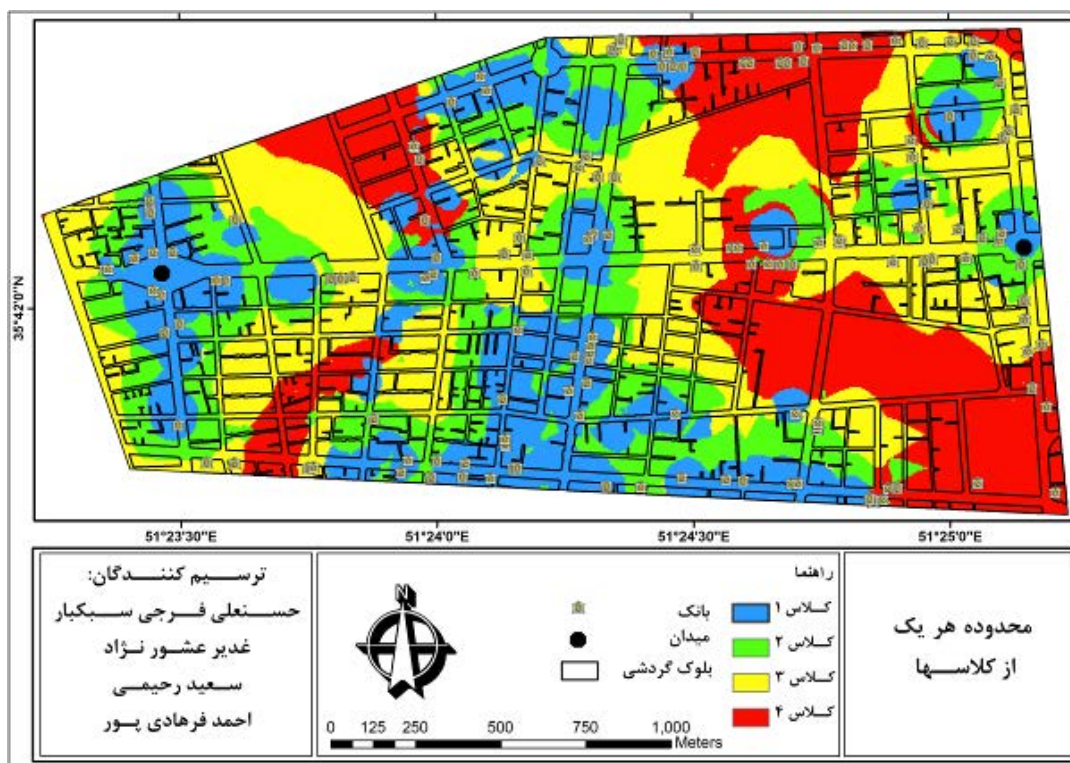 35°42'0"N
51°23'30"E
51°24'0"E
51°24'30"E
51°25'0"E
محدوده هر یک
از کلاسها
راهنما
کلاس ۱
کلاس ۲
کلاس ۳
کلاس ۴
بانک
میدان
بلوک گردشی
N
0 125 250 500 750 1,000
Meters
ترسیم کنندگان:
حسنعلی فرجی سبکبار
غدیر عشور نژاد
سعید رحیمی
احمد فرهادی پور